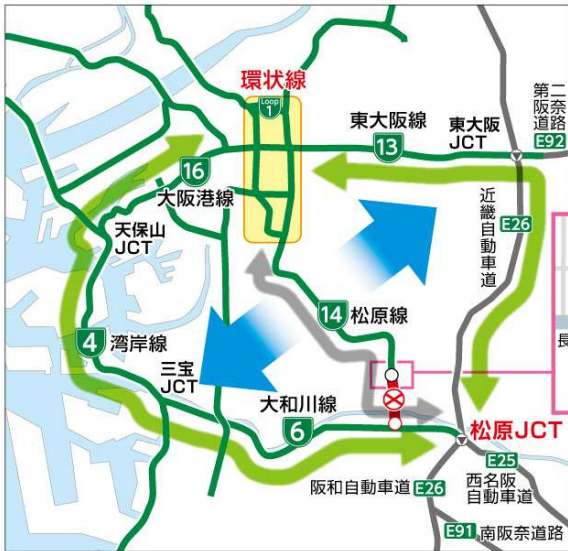 環状線
Loop
1
東大阪線
13
東大阪
JCT
第二阪奈道路
E92
16
大阪港線
天保山
JCT
近畿自動車道
E26
4
湾岸線
三宝
JCT
14
松原線
長
大和川線
6
松原JCT
阪和自動車道
E26
E25
西名阪
自動車道
E91
南阪奈道路